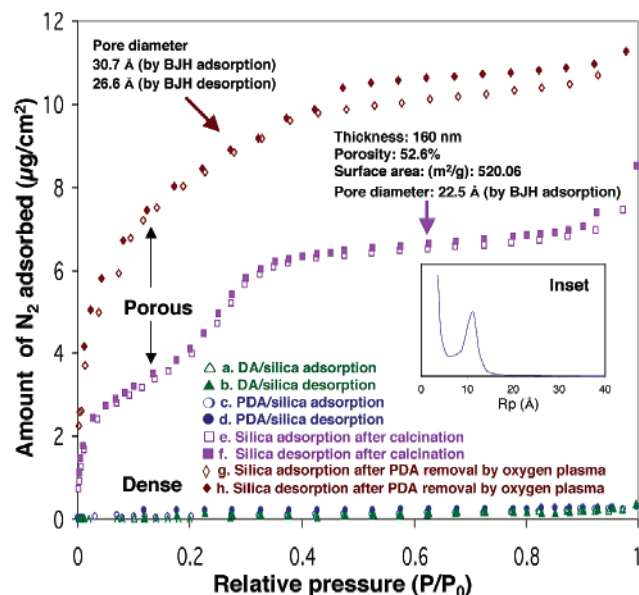 Pore diameter
30.7 Å (by BJH adsorption)
26.6 Å (by BJH desorption)
Thickness: 160 nm
Porosity: 52.6%
Surface area: (m²/g): 520.06
Pore diameter: 22.5 Å (by BJH adsorption)
Porous
Dense
Inset
0 10 20 30 40
Rp (Å)
a. DA/silica adsorption
b. DA/silica desorption
c. PDA/silica adsorption
d. PDA/silica desorption
e. Silica adsorption after calcination
f. Silica desorption after calcination
g. Silica adsorption after PDA removal by oxygen plasma
h. Silica desorption after PDA removal by oxygen plasma
Amount of N₂ adsorbed (µg/cm2)
12
10
8
6
4
2
0
0 0.2 0.4 0.6 0.8 1
Relative pressure (P/P₀)